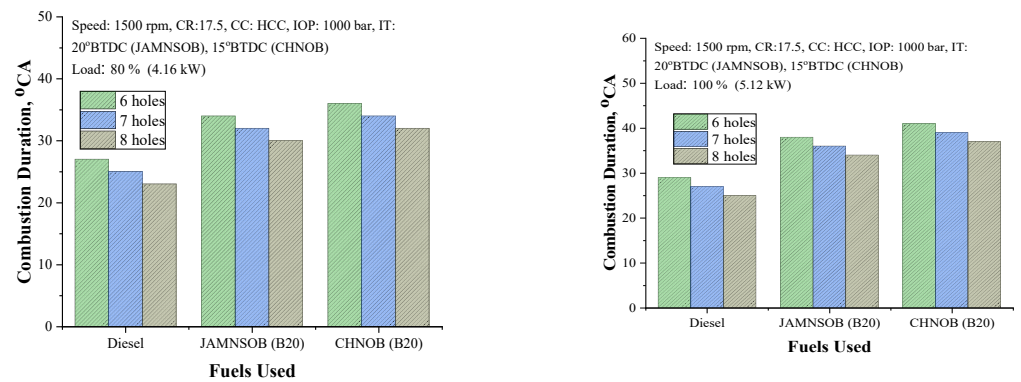 Speed: 1500 rpm, CR:17.5, CC: HCC, IOP: 1000 bar, IT:
20°BTDC (JAMNSOB), 15°BTDC (CHNOB)
Load: 80 % (4.16 kW)
6 holes
7 holes
8 holes
50
40
30
20
10
0
Combustion Duration, °CA
Diesel
JAMNSOB (B20)
CHNOB (B20)
Fuels Used
Speed: 1500 rpm, CR:17.5, CC: HCC, IOP: 1000 bar, IT:
20°BTDC (JAMNSOB), 15°BTDC (CHNOB)
Load: 100 % (5.12 kW)
6 holes
7 holes
8 holes
60
50
40
30
20
10
0
Combustion Duration, °CA
Diesel
JAMNSOB (B20)
CHNOB (B20)
Fuels Used